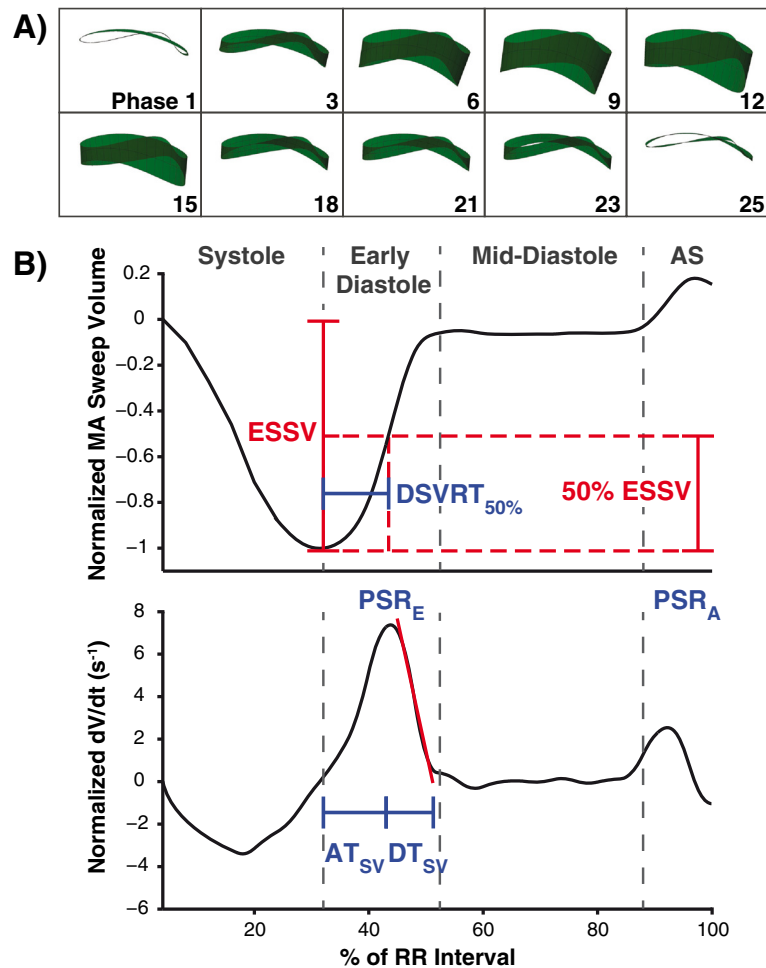 A)
Phase 1
3
6
9
12
15
18
21
23
25
B)
Systole
Early
Diastole
Mid-Diastole
AS
Normalized MA Sweep Volume
0.2
0
−0.2
−0.4
−0.6
−0.8
−1
ESSV
DSVRT50%
50% ESSV
PSRE
PSRA
Normalized dV/dt (s-1)
8
6
4
2
0
−2
−4
−6
ATSV
DTSV
20
40
60
80
100
% of RR Interval